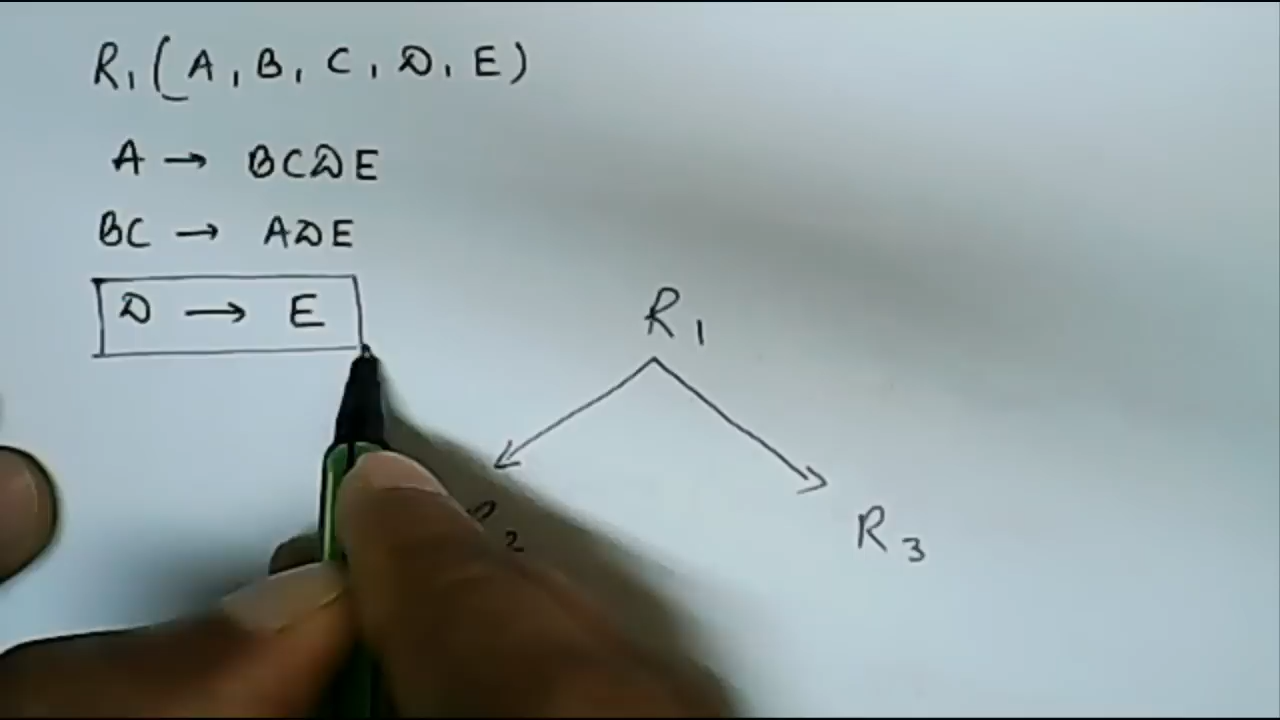 R₁(A, B, C, D, E)
A → BCDE
BC → ADE
D → E
R₁
R₃